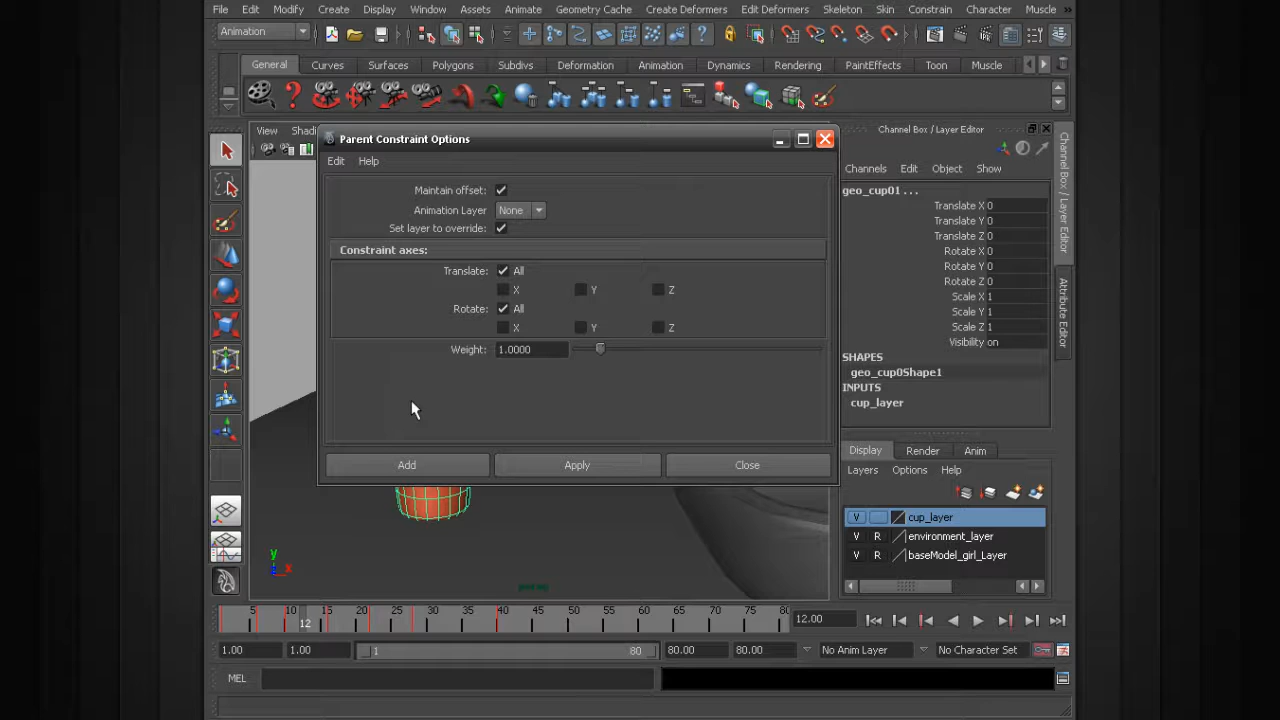 File Edit Modify Create Display Window Assets Animate Geometry Cache Create Deformers Edit Deformers Skeleton Skin Constrain Character Muscle »
Animation
General Curves Surfaces Polygons Subdivs Deformation Animation Dynamics Rendering PaintEffects Toon Muscle
View Shadi
Parent Constraint Options
Edit Help
Maintain offset:
Animation Layer None
Set layer to override:
Constraint axes:
Translate: All
X Y Z
Rotate: All
X Y Z
Weight: 1.0000
Add Apply Close
Channel Box / Layer Editor
Channels Edit Object Show
geo_cup01 ...
Translate X 0
Translate Y 0
Translate Z 0
Rotate X 0
Rotate Y 0
Rotate Z 0
Scale X 1
Scale Y 1
Scale Z 1
Visibility on
SHAPES
geo_cup0Shape1
INPUTS
cup_layer
Channel Box / Layer Editor
Attribute Editor
Display Render Anim
Layers Options Help
V cup_layer
V R environment_layer
V R baseModel_girl_Layer
y
x
5 10 15 20 25 30 35 40 45 50 55 60 65 70 75 80
12
12.00
1.00 1.00 1 80 80.00 80.00 No Anim Layer No Character Set
MEL